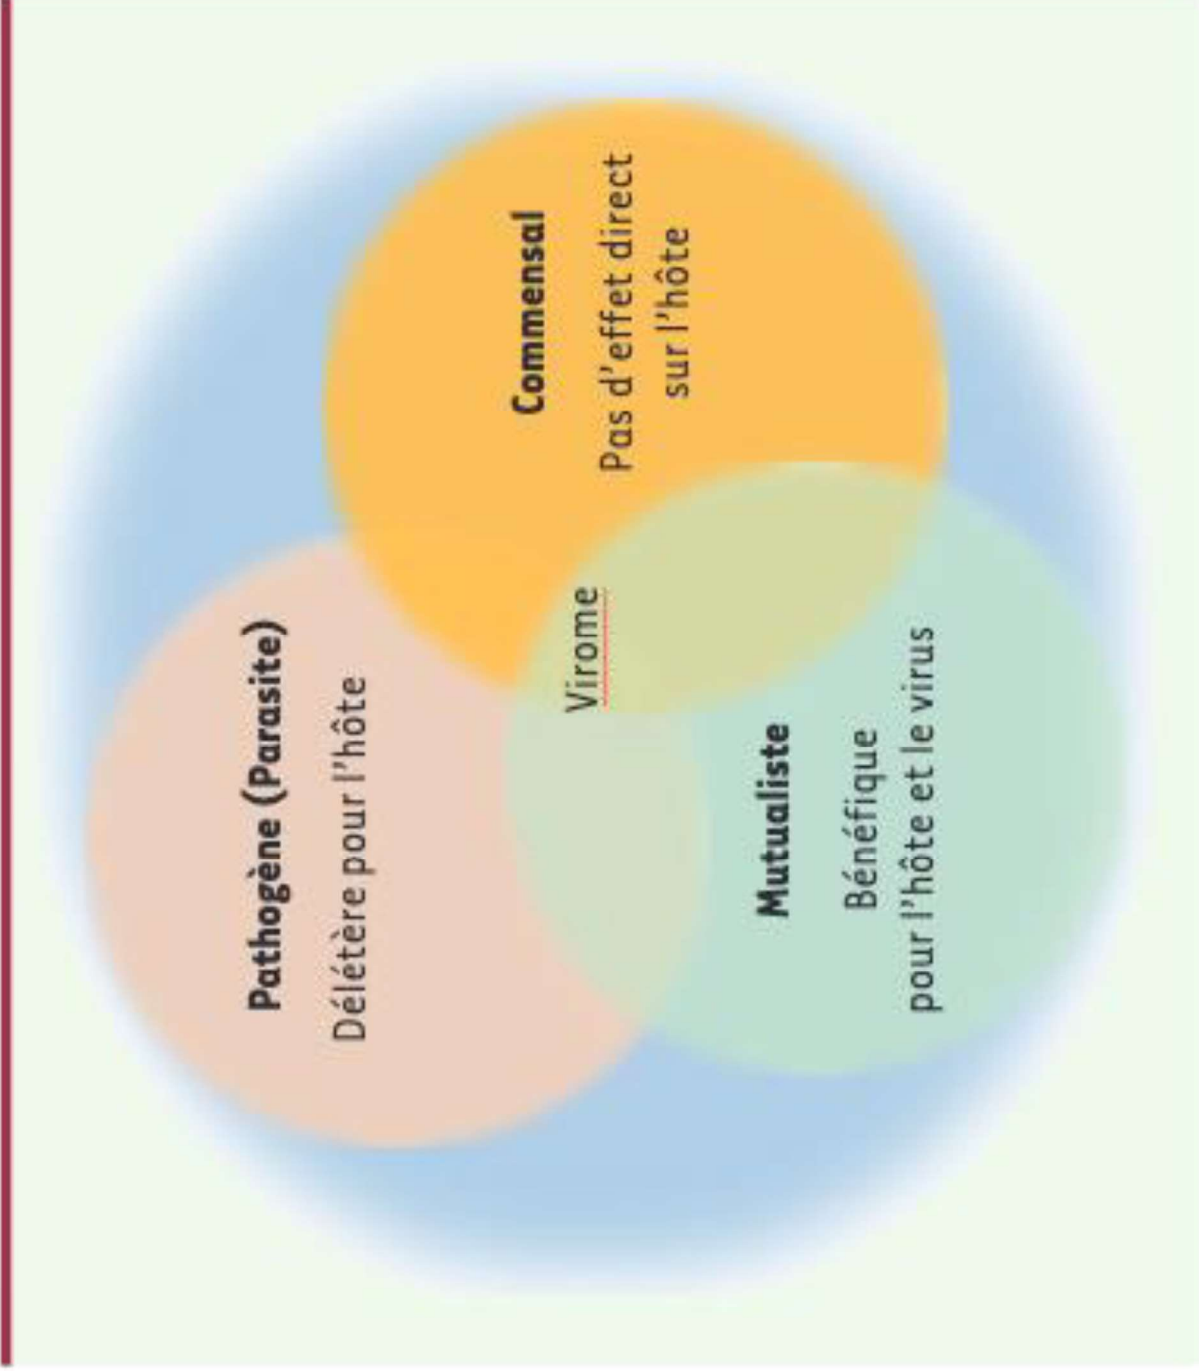 Pathogène (Parasite)
Délétère pour l'hôte
Commensal
Pas d'effet direct
sur l'hôte
Virome
Mutualiste
Bénéfique
pour l'hôte et le virus